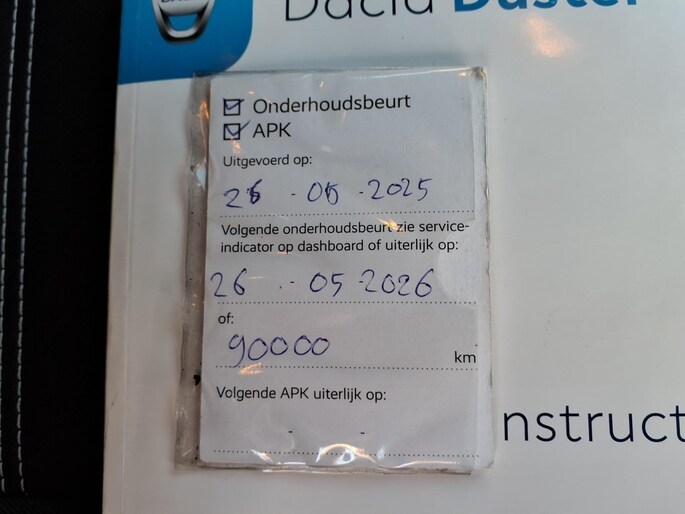 Dacia Duster
Onderhoudsbeurt
APK
Uitgevoerd op:
26 - 05 - 2025
Volgende onderhoudsbeurt zie service-
indicator op dashboard of uiterlijk op:
26 - 05 - 2026
of:
90000 km
Volgende APK uiterlijk op:
- -
nstruct